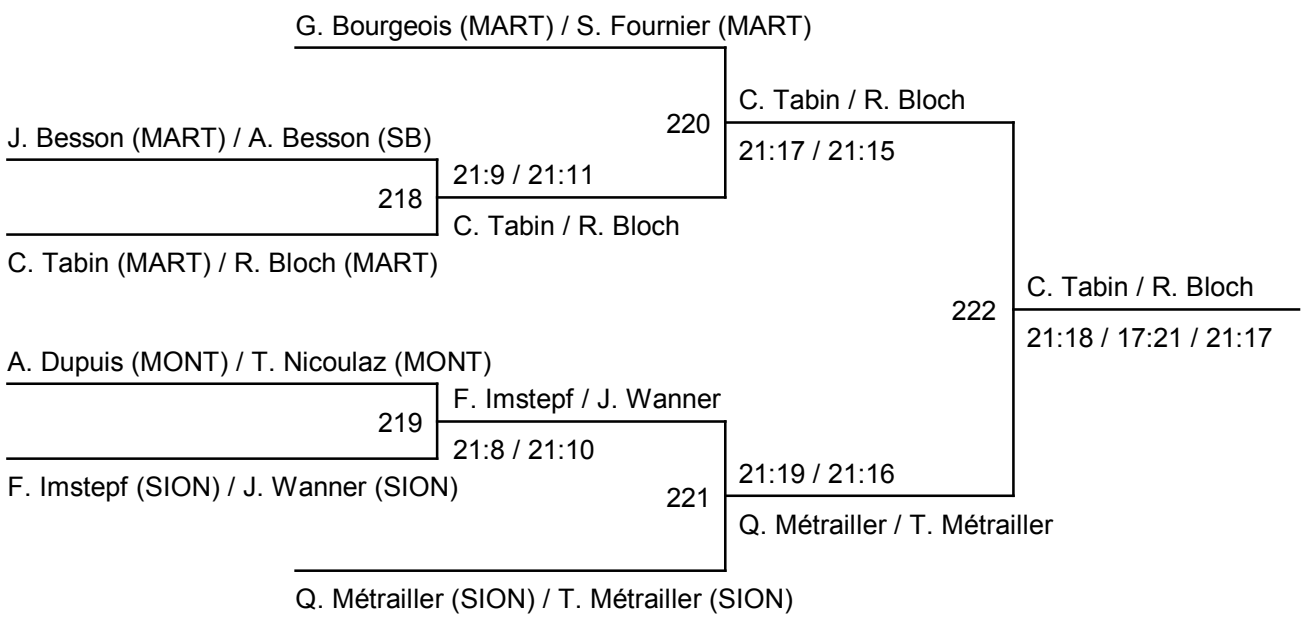 G. Bourgeois (MART) / S. Fournier (MART)
C. Tabin / R. Bloch
220
J. Besson (MART) / A. Besson (SB)
21:17 / 21:15
21:9 / 21:11
218
C. Tabin / R. Bloch
C. Tabin (MART) / R. Bloch (MART)
C. Tabin / R. Bloch
222
21:18 / 17:21 / 21:17
A. Dupuis (MONT) / T. Nicoulaz (MONT)
F. Imstepf / J. Wanner
219
21:8 / 21:10
21:19 / 21:16
F. Imstepf (SION) / J. Wanner (SION)
221
Q. Métrailler / T. Métrailler
Q. Métrailler (SION) / T. Métrailler (SION)